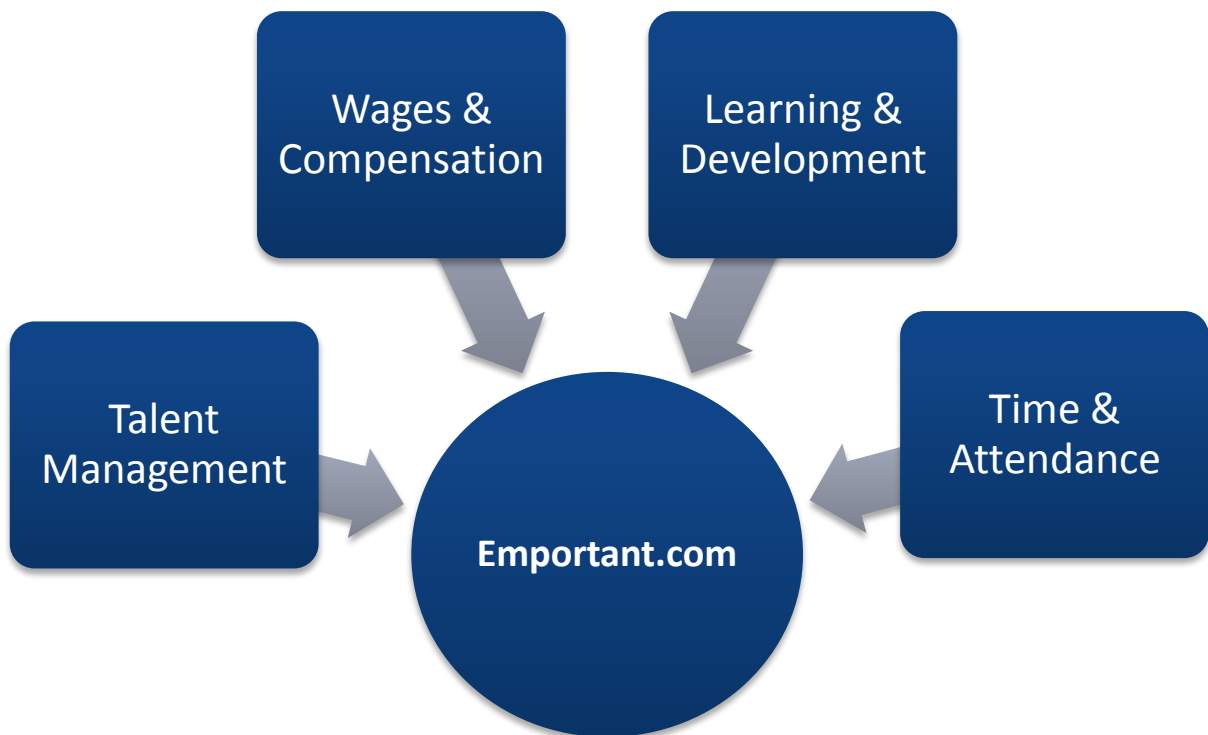 Wages &
Compensation
Learning &
Development
Talent
Management
Time &
Attendance
Emportant.com